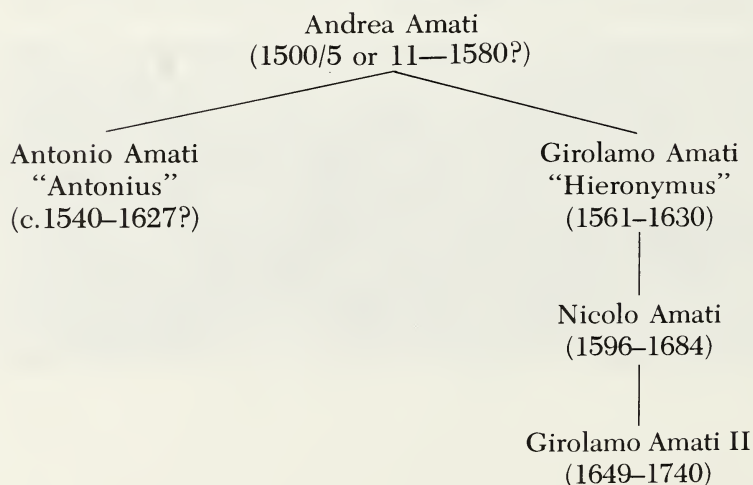 Andrea Amati
(1500/5 or 11—1580?)
Antonio Amati
“Antonius”
(c.1540–1627?)
Girolamo Amati
“Hieronymus”
(1561–1630)
Nicolo Amati
(1596–1684)
Girolamo Amati II
(1649–1740)